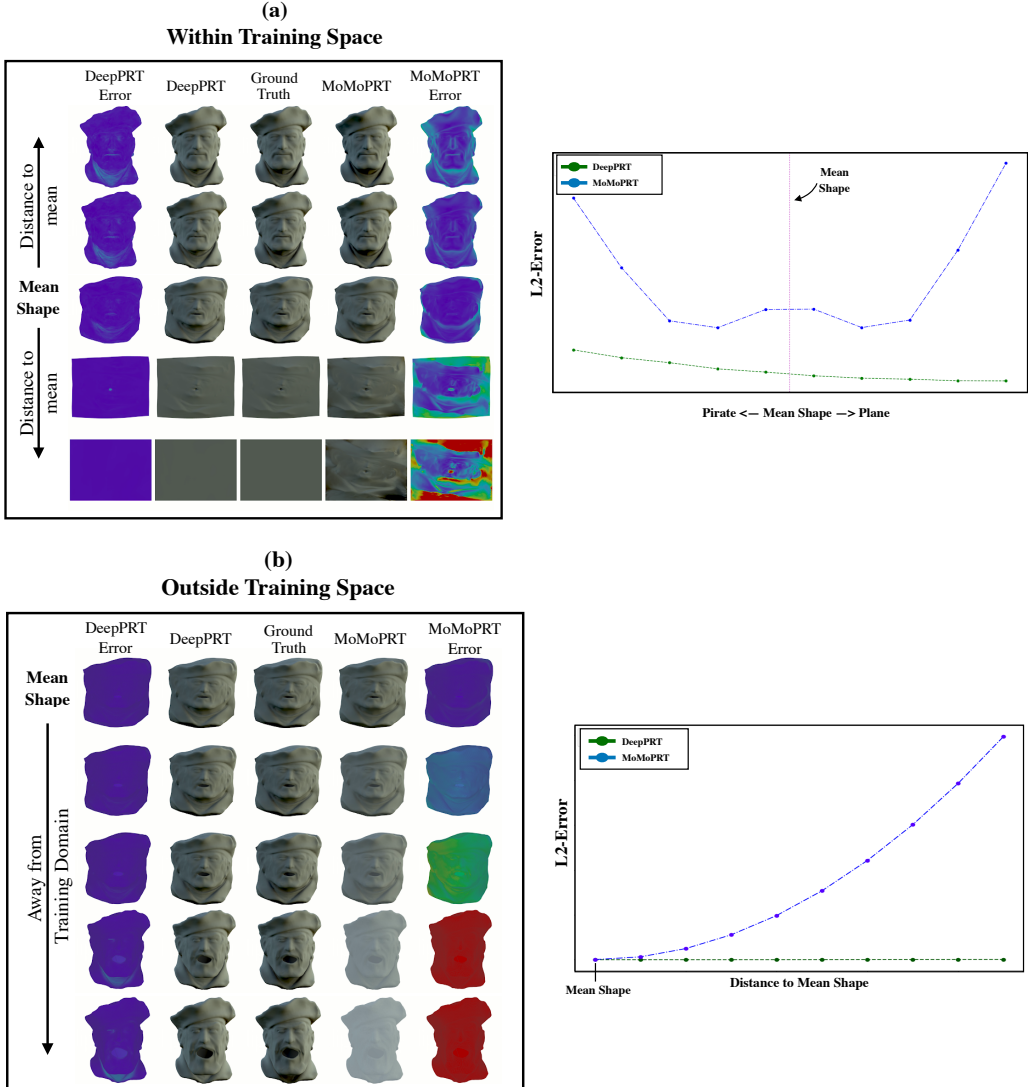 (a)
Within Training Space
DeepPRT
Error
DeepPRT
Ground
Truth
MoMoPRT
MoMoPRT
Error
Distance to
mean
Mean
Shape
Distance to
mean
DeepPRT
MoMoPRT
Mean
Shape
L2-Error
Pirate <— Mean Shape —> Plane
(b)
Outside Training Space
DeepPRT
Error
DeepPRT
Ground
Truth
MoMoPRT
MoMoPRT
Error
Mean
Shape
Away from
Training Domain
DeepPRT
MoMoPRT
L2-Error
Mean Shape
Distance to Mean Shape